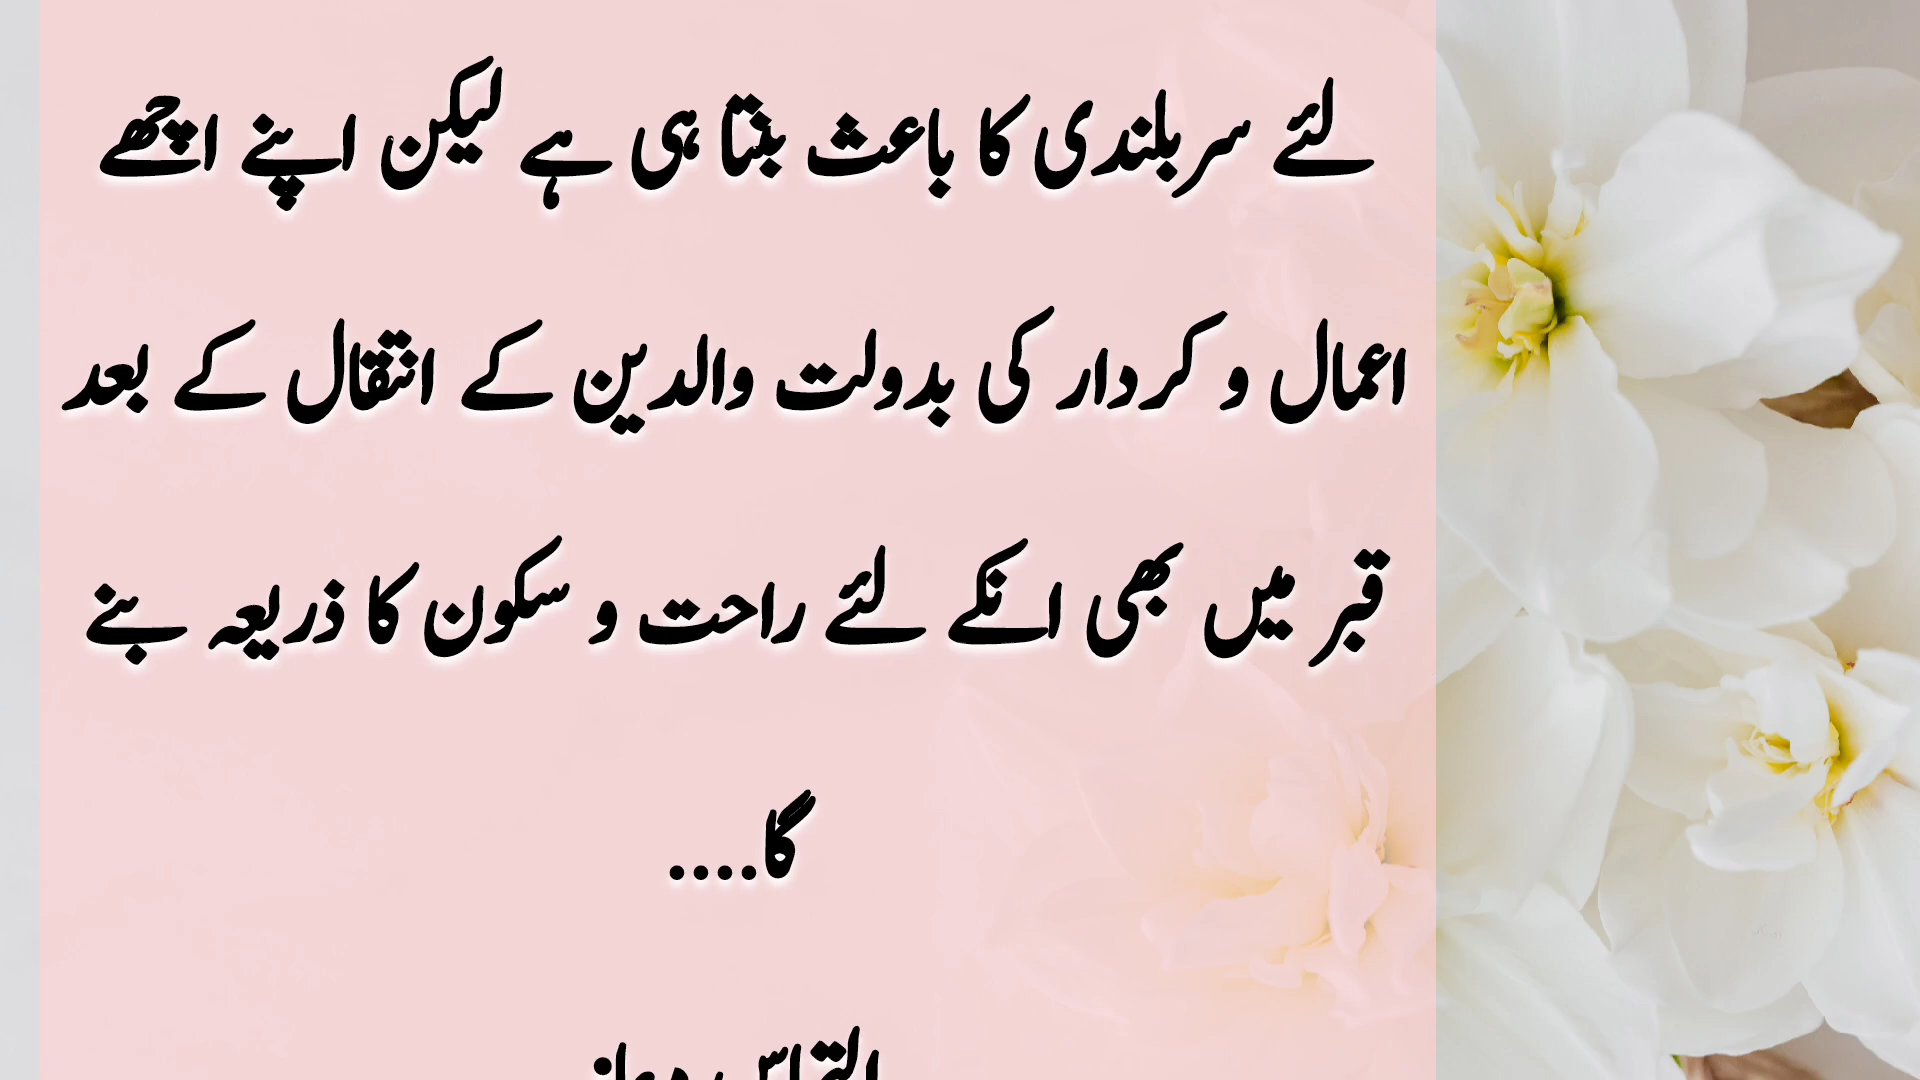 لئے سربلندی کا باعث بنتا ہی ہے لیکن اپنے اچھے
اعمال و کردار کی بدولت والدین کے انتقال کے بعد
قبر میں بھی انکے لئے راحت و سکون کا ذریعہ بنے
گا....